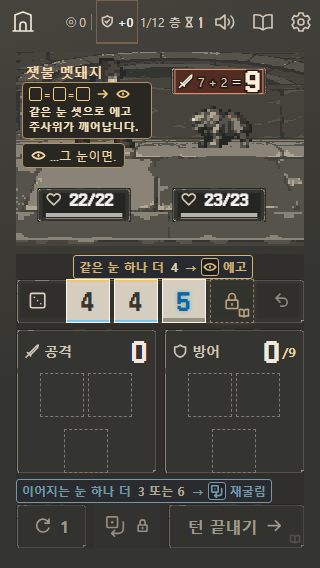 0 +0 1/12 층 1
잿불 멧돼지
7 + 2 = 9
같은 눈 셋으로 에고
주사위가 깨어납니다.
...그 눈이면.
22/22 23/23
같은 눈 하나 더 4 → 에고
4 4 5
공격 0 방어 0/9
이어지는 눈 하나 더 3 또는 6 → 재굴림
1 턴 끝내기 →